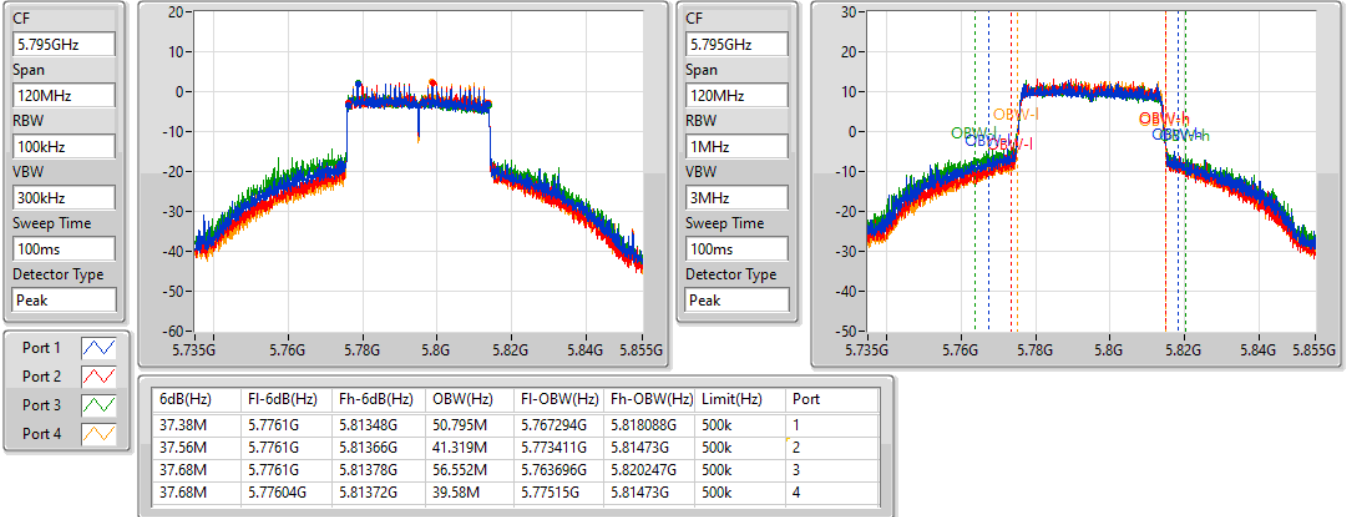 CF
5.795GHz
Span
120MHz
RBW
100kHz
VBW
300kHz
Sweep Time
100ms
Detector Type
Peak
20
10
0
-10
-20
-30
-40
-50
-60
5.735G 5.76G 5.78G 5.8G 5.82G 5.84G 5.855G
CF
5.795GHz
Span
120MHz
RBW
1MHz
VBW
3MHz
Sweep Time
100ms
Detector Type
Peak
30
20
10
0
-10
-20
-30
-40
-50
OBW-l
OBW-l
OBW-h
OBW-h
5.735G 5.76G 5.78G 5.8G 5.82G 5.84G 5.855G
Port 1
Port 2
Port 3
Port 4
6dB(Hz) Fl-6dB(Hz) Fh-6dB(Hz) OBW(Hz) Fl-OBW(Hz) Fh-OBW(Hz) Limit(Hz) Port
37.38M 5.7761G 5.81348G 50.795M 5.767294G 5.818088G 500k 1
37.56M 5.7761G 5.81366G 41.319M 5.773411G 5.81473G 500k 2
37.68M 5.7761G 5.81378G 56.552M 5.763696G 5.820247G 500k 3
37.68M 5.77604G 5.81372G 39.58M 5.77515G 5.81473G 500k 4